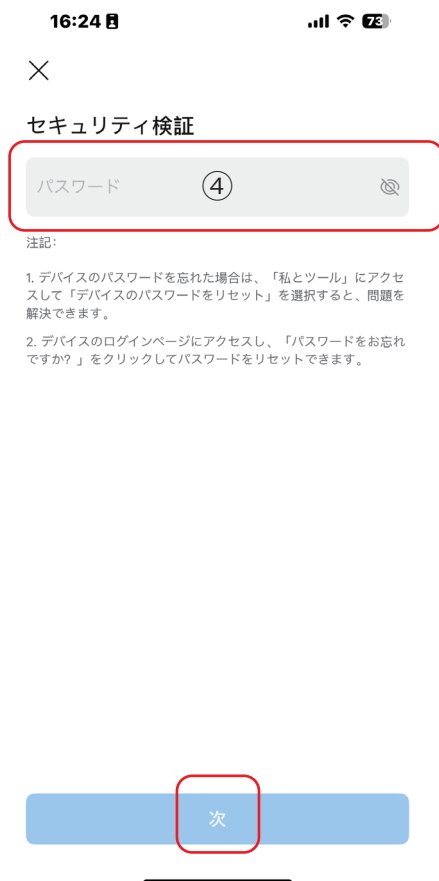 16:24 73
セキュリティ検証
パスワード ④
注記:
1. デバイスのパスワードを忘れた場合は、「私とツール」にアクセ
スして「デバイスのパスワードをリセット」を選択すると、問題を
解決できます。
2. デバイスのログインページにアクセスし、「パスワードをお忘れ
ですか? 」をクリックしてパスワードをリセットできます。
次